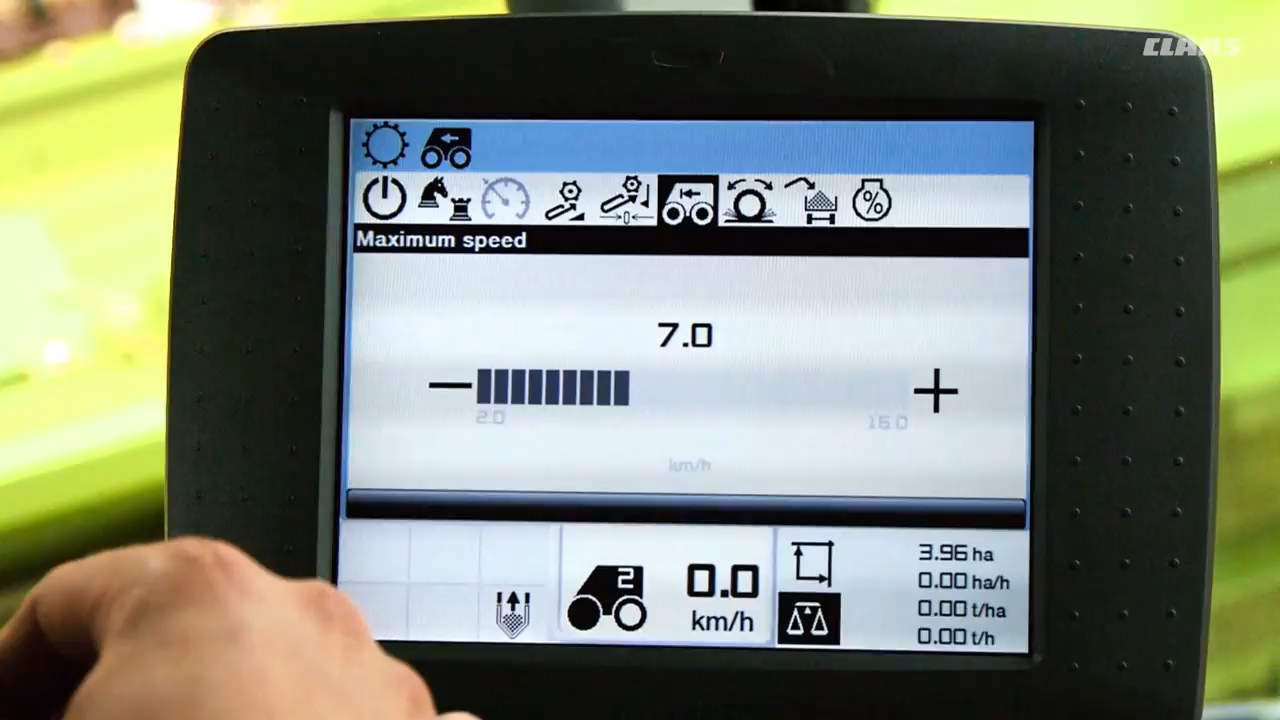 CLAAS
%
Maximum speed
7.0
2.0
16.0
km/h
0
2
0.0
km/h
3.96 ha
0.00 ha/h
0.00 t/ha
0.00 t/h